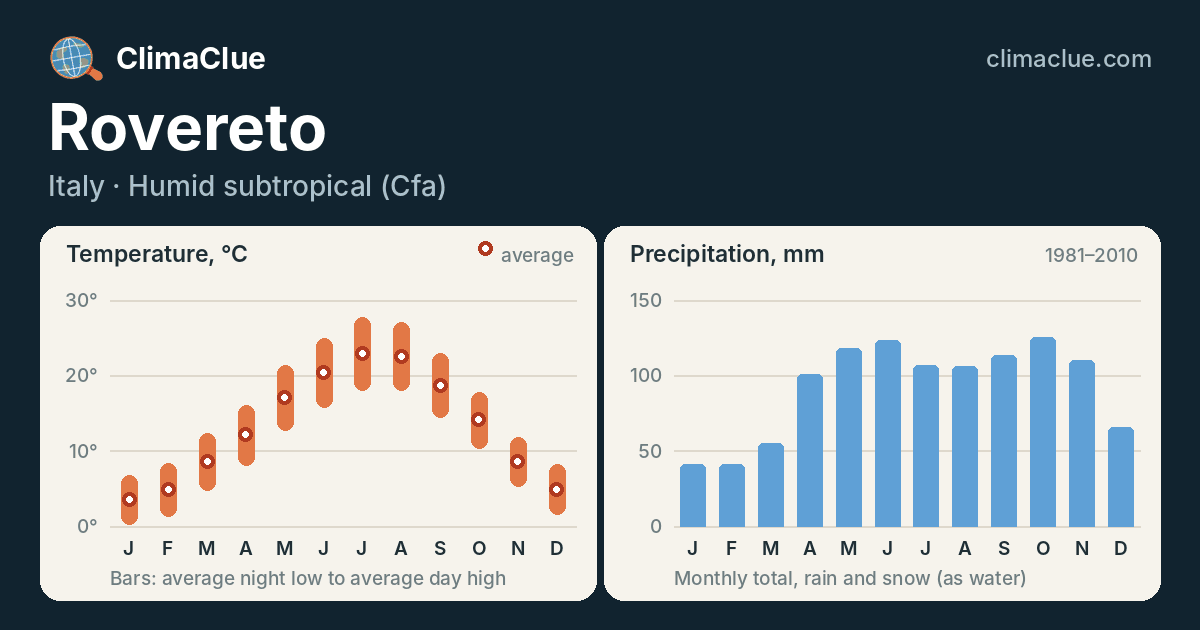 ClimaClue
climaclue.com
Rovereto
Italy · Humid subtropical (Cfa)
Temperature, °C
average
30°
20°
10°
0°
J F M A M J J A S O N D
Bars: average night low to average day high
Precipitation, mm
1981–2010
150
100
50
0
J F M A M J J A S O N D
Monthly total, rain and snow (as water)